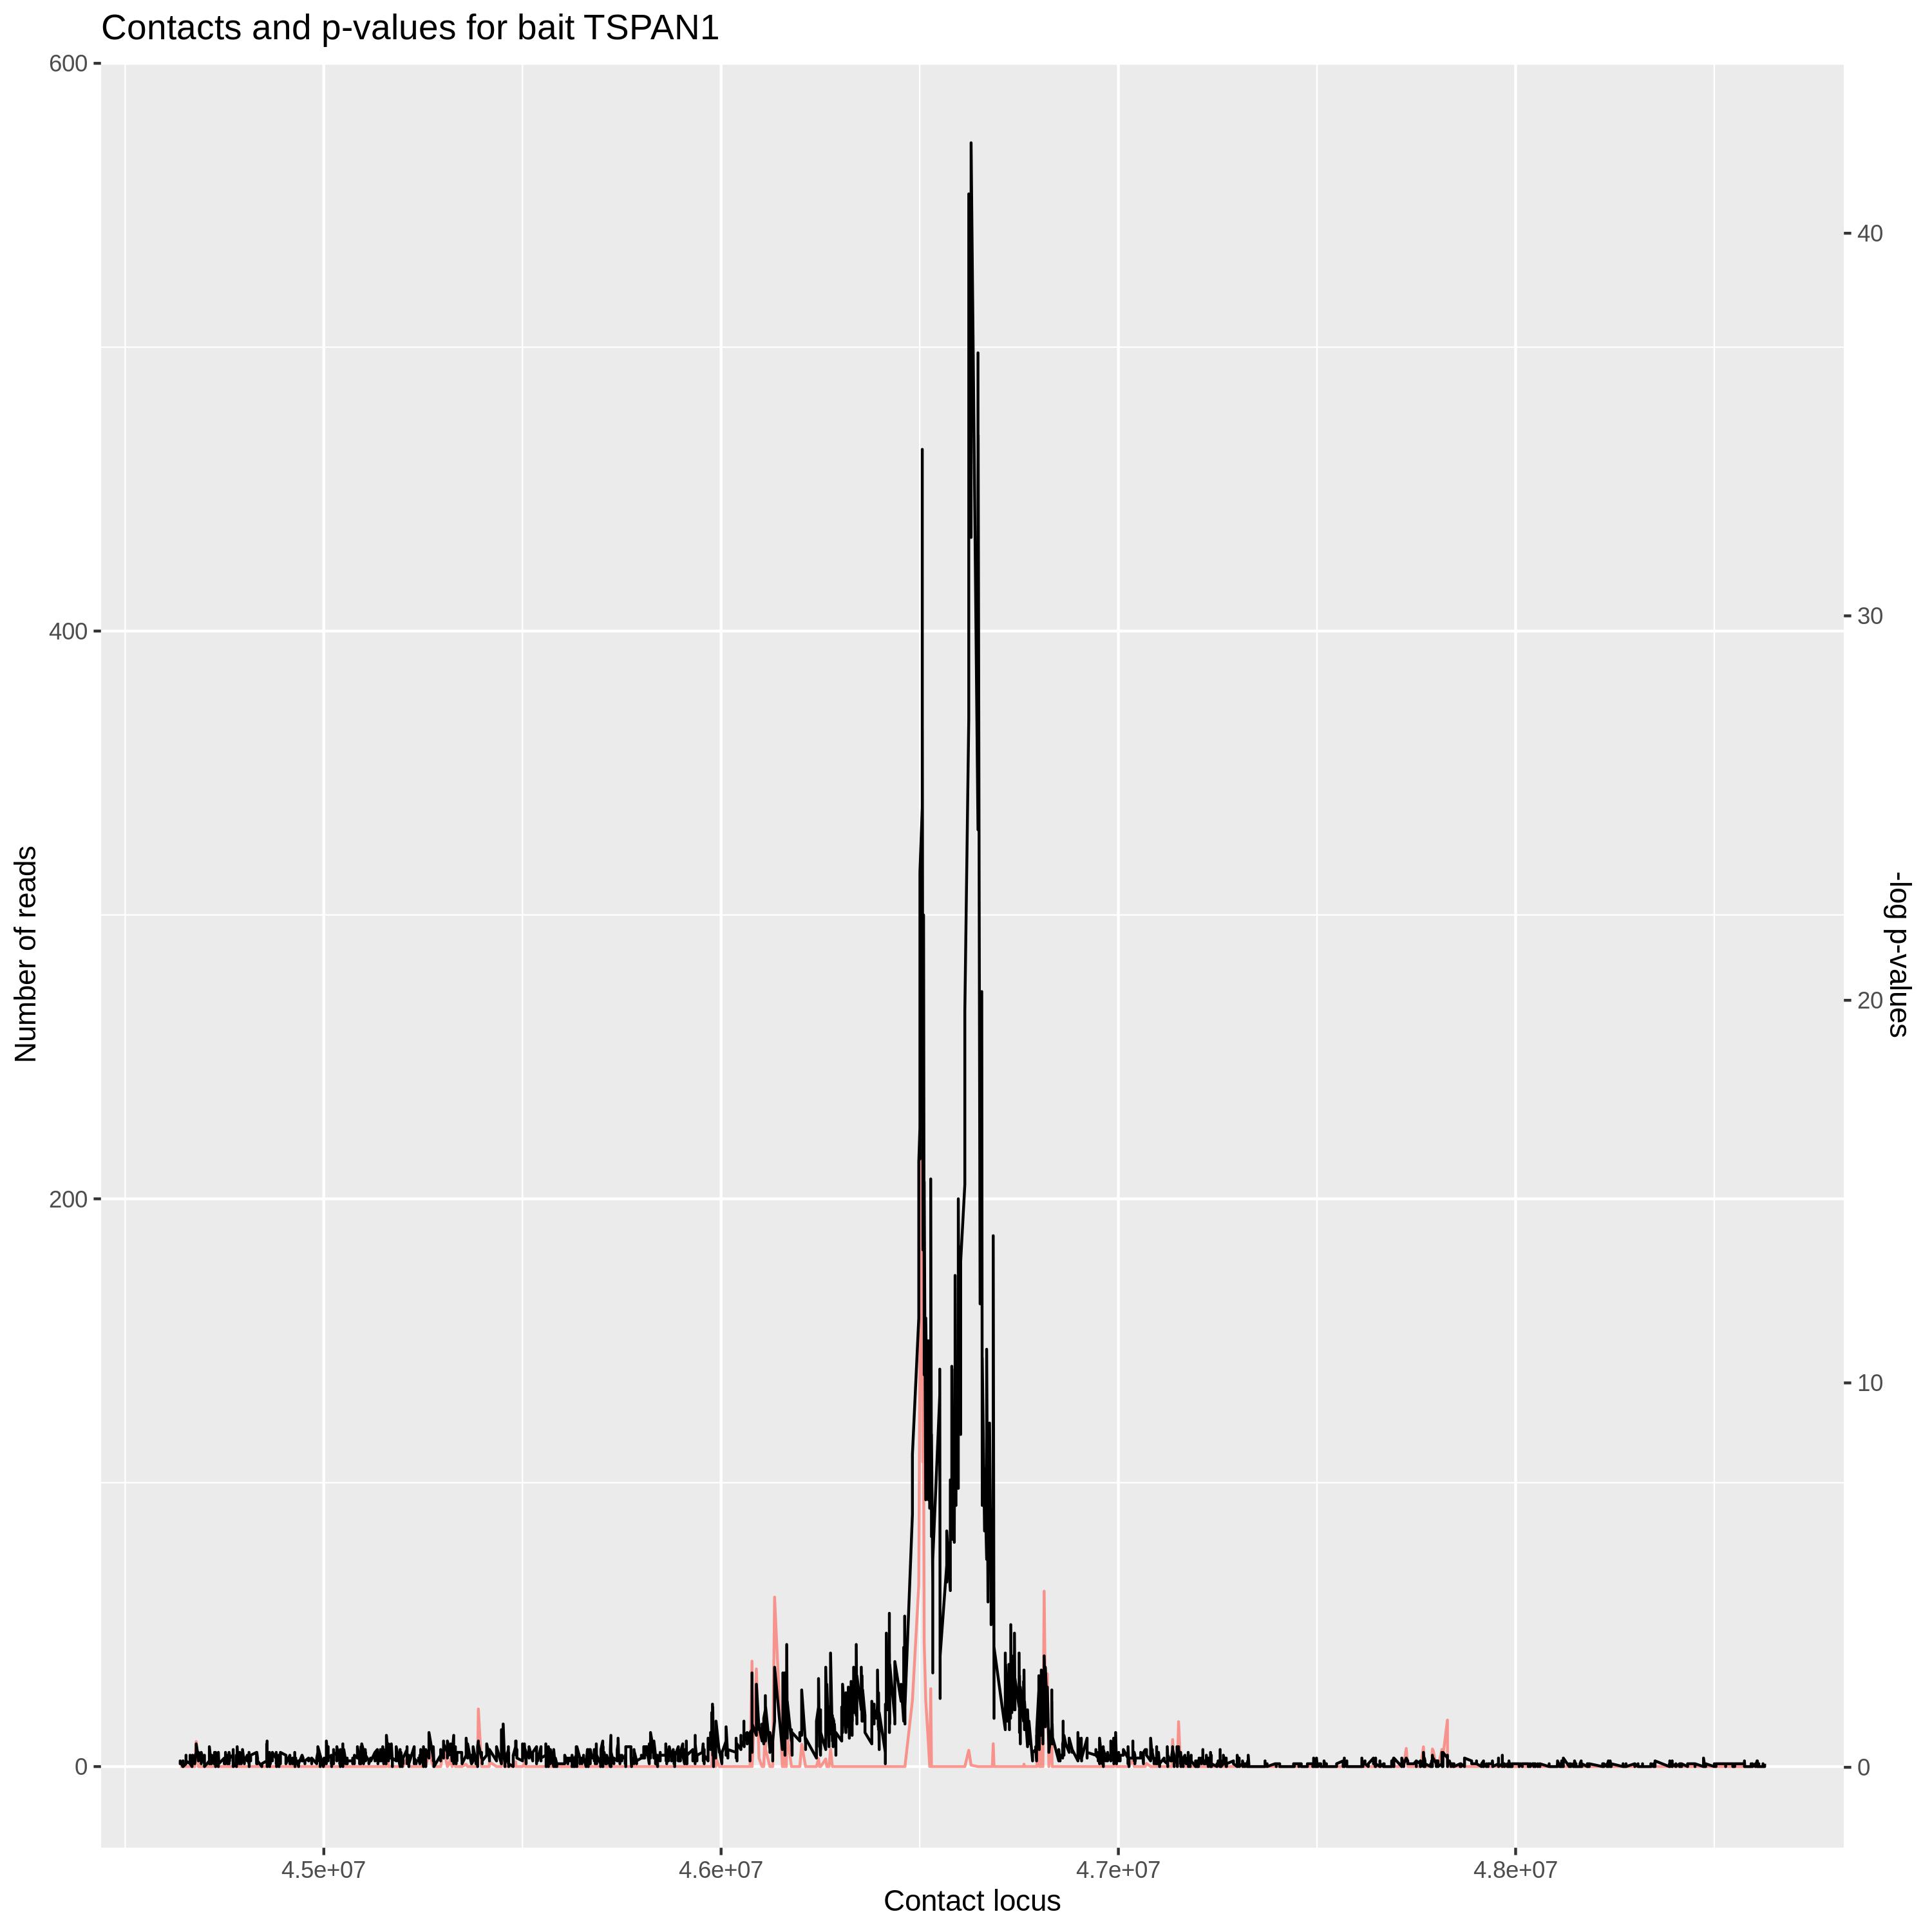 Contacts and p-values for bait TSPAN1
600
400
200
0
Number of reads
40
30
20
10
0
-log p-values
4.5e+07
4.6e+07
4.7e+07
4.8e+07
Contact locus